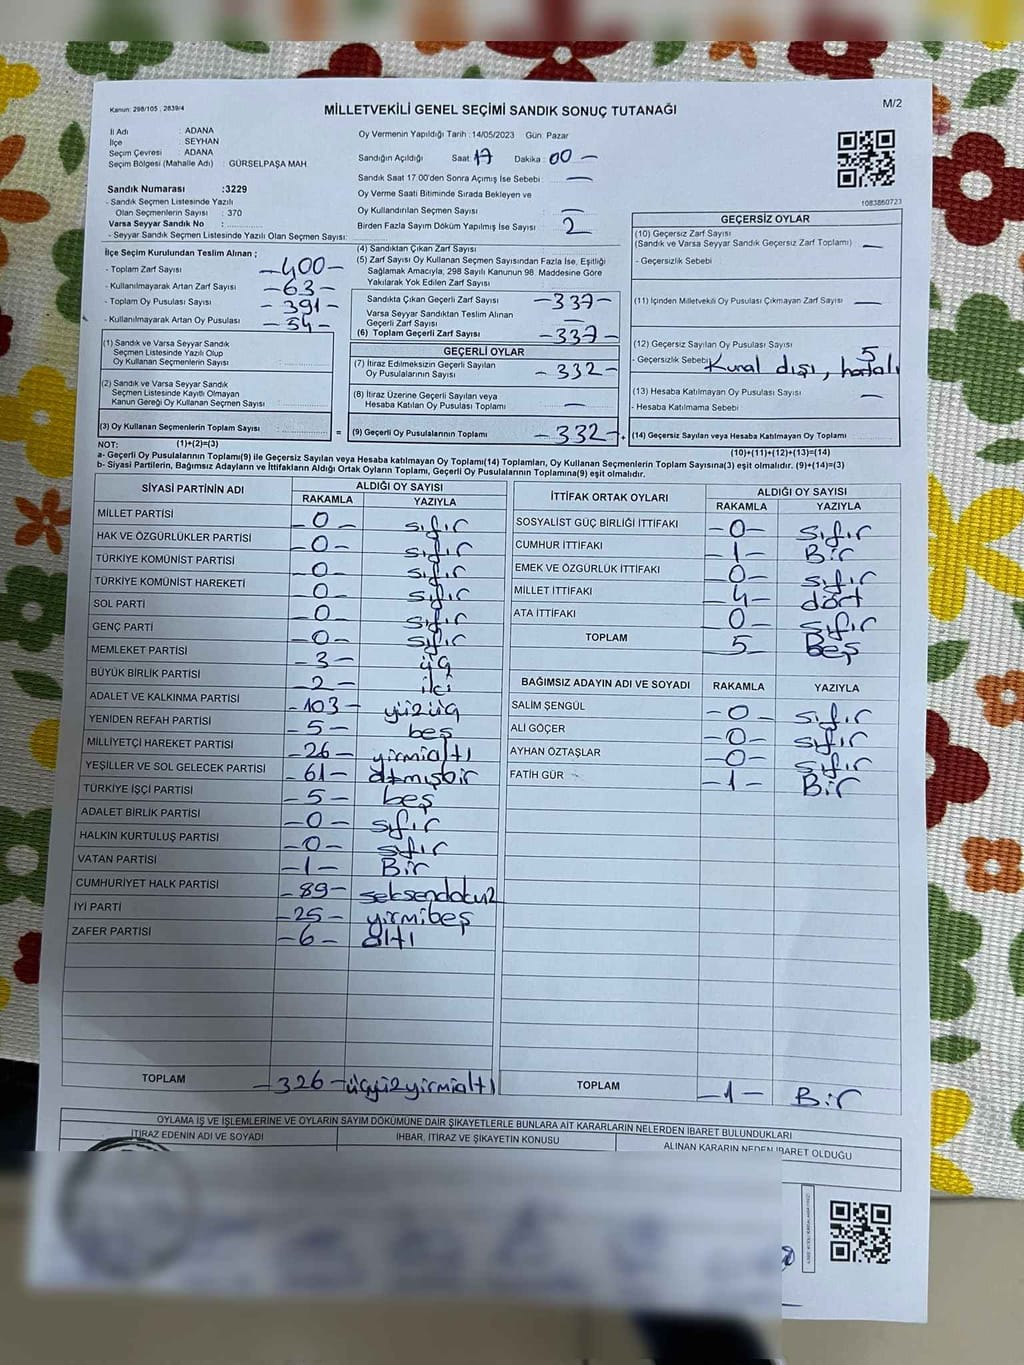 Kanun: 298/105 , 2839/4
MİLLETVEKİLİ GENEL SEÇİMİ SANDIK SONUÇ TUTANAĞI
M/2
İl Adı : ADANA
İlçe SEYHAN
Seçim Çevresi : ADANA
Seçim Bölgesi (Mahalle Adı) : GÜRSELPAŞA MAH
Oy Vermenin Yapıldığı Tarih : 14/05/2023 Gün: Pazar
Sandığın Açıldığı Saat: 17 Dakika : 00 —
Sandık Saat 17.00'den Sonra Açımış İse Sebebi : —
Oy Verme Saati Bitiminde Sırada Bekleyen ve
Oy Kullandırılan Seçmen Sayısı : —
Birden Fazla Sayım Döküm Yapılmış İse Sayısı : 2
Sandık Numarası :3229
- Sandık Seçmen Listesinde Yazılı
Olan Seçmenlerin Sayısı : 370
Varsa Seyyar Sandık No :
- Seyyar Sandık Seçmen Listesinde Yazılı Olan Seçmen Sayısı:
1083860723
İlçe Seçim Kurulundan Teslim Alınan ;
- Toplam Zarf Sayısı —400—
- Kullanılmayarak Artan Zarf Sayısı —63—
- Toplam Oy Pusulası Sayısı —391—
- Kullanılmayarak Artan Oy Pusulası —54—
(1) Sandık ve Varsa Seyyar Sandık
Seçmen Listesinde Yazılı Olup
Oy Kullanan Seçmenlerin Sayısı :
(2) Sandık ve Varsa Seyyar Sandık
Seçmen Listesinde Kayıtlı Olmayan
Kanun Gereği Oy Kullanan Seçmen Sayısı :
(3) Oy Kullanan Seçmenlerin Toplam Sayısı :
(1)+(2)=(3)
(4) Sandıktan Çıkan Zarf Sayısı
(5) Zarf Sayısı Oy Kullanan Seçmen Sayısından Fazla İse, Eşitliği
Sağlamak Amacıyla, 298 Sayılı Kanunun 98. Maddesine Göre
Yakılarak Yok Edilen Zarf Sayısı :
Sandıkta Çıkan Geçerli Zarf Sayısı —337—
Varsa Seyyar Sandıktan Teslim Alınan
Geçerli Zarf Sayısı —
(6) Toplam Geçerli Zarf Sayısı —337—
GEÇERLİ OYLAR
(7) İtiraz Edilmeksizin Geçerli Sayılan
Oy Pusulalarının Sayısı —332—
(8) İtiraz Üzerine Geçerli Sayılan veya
Hesaba Katılan Oy Pusulası Toplamı —
= (9) Geçerli Oy Pusulalarının Toplamı —332— +
GEÇERSİZ OYLAR
(10) Geçersiz Zarf Sayısı
(Sandık ve Varsa Seyyar Sandık Geçersiz Zarf Toplamı) —
- Geçersizlik Sebebi
(11) İçinden Milletvekili Oy Pusulası Çıkmayan Zarf Sayısı —
(12) Geçersiz Sayılan Oy Pusulası Sayısı 5
- Geçersizlik Sebebi Kural dışı, hatalı
(13) Hesaba Katılmayan Oy Pusulası Sayısı —
- Hesaba Katılmama Sebebi
(14) Geçersiz Sayılan veya Hesaba Katılmayan Oy Toplamı
(10)+(11)+(12)+(13)=(14)
NOT:
a- Geçerli Oy Pusulalarının Toplamı(9) ile Geçersiz Sayılan veya Hesaba katılmayan Oy Toplamı(14) Toplamları, Oy Kullanan Seçmenlerin Toplam Sayısına(3) eşit olmalıdır. (9)+(14)=(3)
b- Siyasi Partilerin, Bağımsız Adayların ve İttifakların Aldığı Ortak Oyların Toplamı, Geçerli Oy Pusulalarının Toplamına(9) eşit olmalıdır.
SİYASİ PARTİNİN ADI ALDIĞI OY SAYISI
RAKAMLA YAZIYLA
MİLLET PARTİSİ —0— sıfır
HAK VE ÖZGÜRLÜKLER PARTİSİ —0— sıfır
TÜRKİYE KOMÜNİST PARTİSİ —0— sıfır
TÜRKİYE KOMÜNİST HAREKETİ —0— sıfır
SOL PARTİ —0— sıfır
GENÇ PARTİ —0— sıfır
MEMLEKET PARTİSİ —3— üç
BÜYÜK BİRLİK PARTİSİ —2— iki
ADALET VE KALKINMA PARTİSİ —103— yüzüç
YENİDEN REFAH PARTİSİ —5— beş
MİLLİYETÇİ HAREKET PARTİSİ —26— yirmialtı
YEŞİLLER VE SOL GELECEK PARTİSİ —61— altmışbir
TÜRKİYE İŞÇİ PARTİSİ —5— beş
ADALET BİRLİK PARTİSİ —0— sıfır
HALKIN KURTULUŞ PARTİSİ —0— sıfır
VATAN PARTİSİ —1— Bir
CUMHURİYET HALK PARTİSİ —89— seksendokuz
İYİ PARTİ —25— yirmibeş
ZAFER PARTİSİ —6— altı
TOPLAM —326— üçyüzyirmialtı
İTTİFAK ORTAK OYLARI ALDIĞI OY SAYISI
RAKAMLA YAZIYLA
SOSYALİST GÜÇ BİRLİĞİ İTTİFAKI —0— sıfır
CUMHUR İTTİFAKI —1— Bir
EMEK VE ÖZGÜRLÜK İTTİFAKI —0— sıfır
MİLLET İTTİFAKI —4— dört
ATA İTTİFAKI —0— sıfır
TOPLAM 5 Beş
BAĞIMSIZ ADAYIN ADI VE SOYADI RAKAMLA YAZIYLA
SALİM ŞENGÜL —0— sıfır
ALİ GÖÇER —0— sıfır
AYHAN ÖZTAŞLAR —0— sıfır
FATİH GÜR —1— Bir
TOPLAM —1— Bir
OYLAMA İŞ VE İŞLEMLERİNE VE OYLARIN SAYIM DÖKÜMÜNE DAİR ŞİKAYETLERLE BUNLARA AİT KARARLARIN NELERDEN İBARET BULUNDUKLARI
İTİRAZ EDENİN ADI VE SOYADI İHBAR, İTİRAZ VE ŞİKAYETİN KONUSU ALINAN KARARIN NEDEN İBARET OLDUĞU